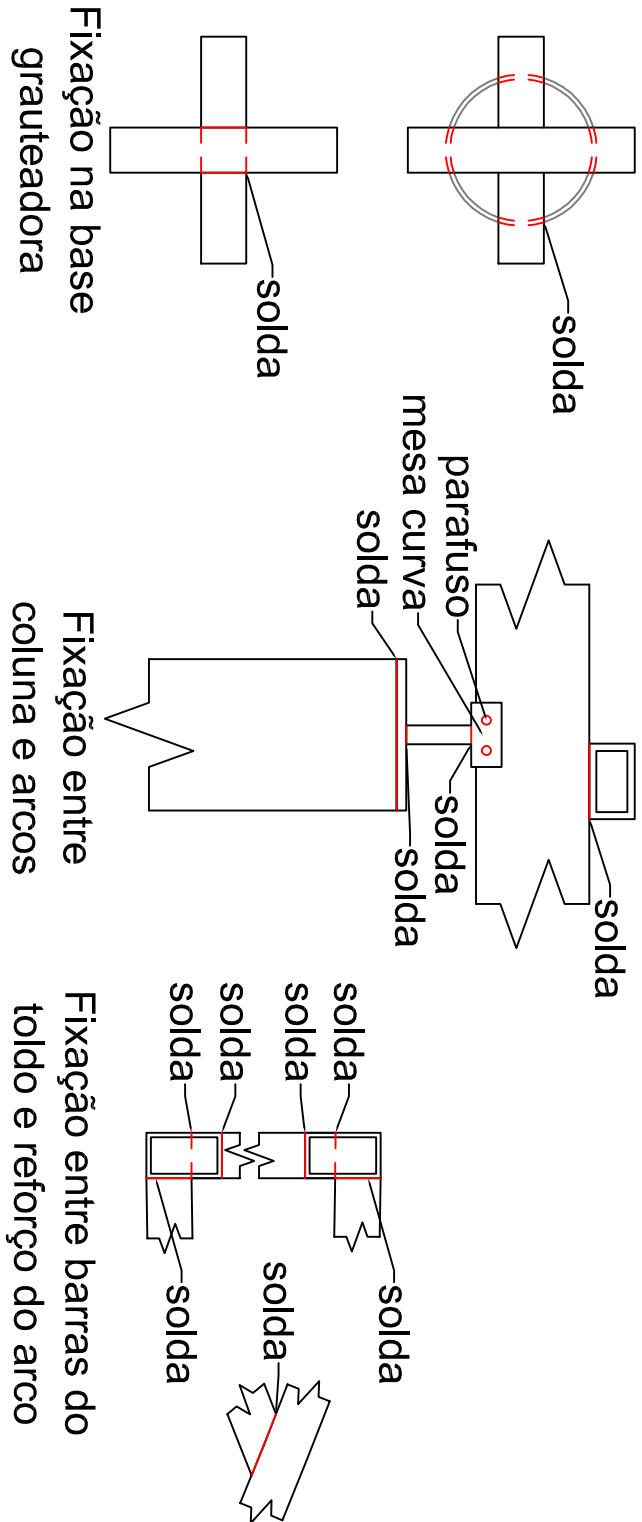 solda
solda
Fixação na base
grauteadora
solda
parafuso
mesa curva
solda
solda
solda
Fixação entre
coluna e arcos
solda
solda
solda
solda
solda
solda
solda
Fixação entre barras do
toldo e reforço do arco